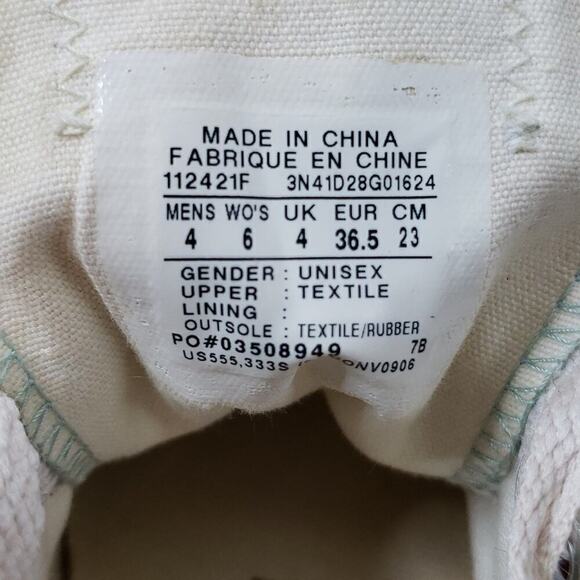 MADE IN CHINA
FABRIQUE EN CHINE
112421F 3N41D28G01624
MENS WO'S UK EUR CM
4 6 4 36.5 23
GENDER : UNISEX
UPPER : TEXTILE
LINING :
OUTSOLE : TEXTILE/RUBBER
PO#03508949 7B
US555,333S